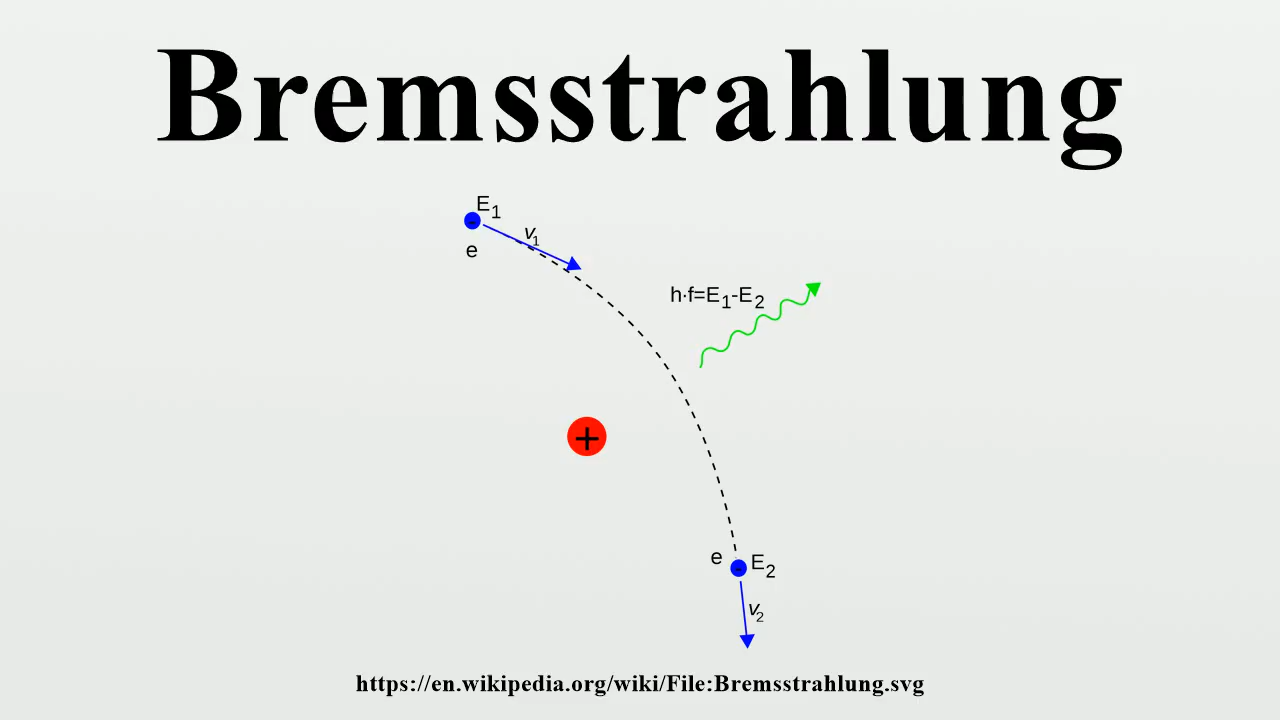 Bremsstrahlung
E1
v1
e
h·f=E1-E2
+
e
E2
v2
https://en.wikipedia.org/wiki/File:Bremsstrahlung.svg